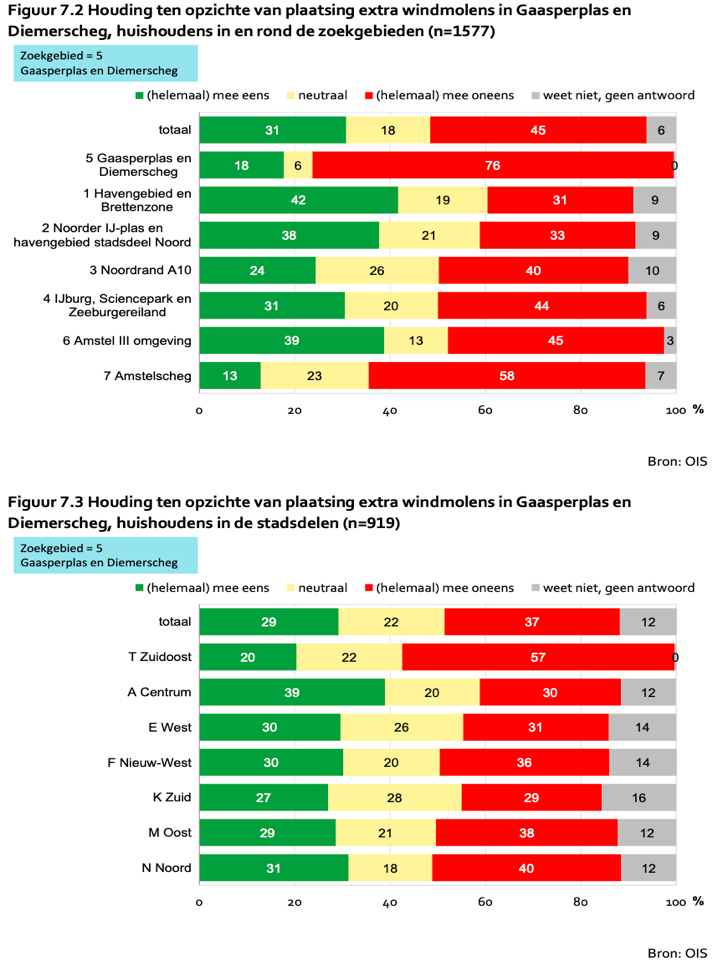 Figuur 7.2 Houding ten opzichte van plaatsing extra windmolens in Gaasperplas en
Diemerscheg, huishoudens in en rond de zoekgebieden (n=1577)
Zoekgebied = 5
Gaasperplas en Diemerscheg
(helemaal) mee eens neutraal (helemaal) mee oneens weet niet, geen antwoord
totaal 31 18 45 6
5 Gaasperplas en
Diemerscheg 18 6 76 0
1 Havengebied en
Brettenzone 42 19 31 9
2 Noorder IJ-plas en
havengebied stadsdeel Noord 38 21 33 9
3 Noordrand A10 24 26 40 10
4 IJburg, Sciencepark en
Zeeburgereiland 31 20 44 6
6 Amstel III omgeving 39 13 45 3
7 Amstelscheg 13 23 58 7
0 20 40 60 80 100 %
Bron: OIS
Figuur 7.3 Houding ten opzichte van plaatsing extra windmolens in Gaasperplas en
Diemerscheg, huishoudens in de stadsdelen (n=919)
Zoekgebied = 5
Gaasperplas en Diemerscheg
(helemaal) mee eens neutraal (helemaal) mee oneens weet niet, geen antwoord
totaal 29 22 37 12
T Zuidoost 20 22 57 0
A Centrum 39 20 30 12
E West 30 26 31 14
F Nieuw-West 30 20 36 14
K Zuid 27 28 29 16
M Oost 29 21 38 12
N Noord 31 18 40 12
0 20 40 60 80 100 %
Bron: OIS